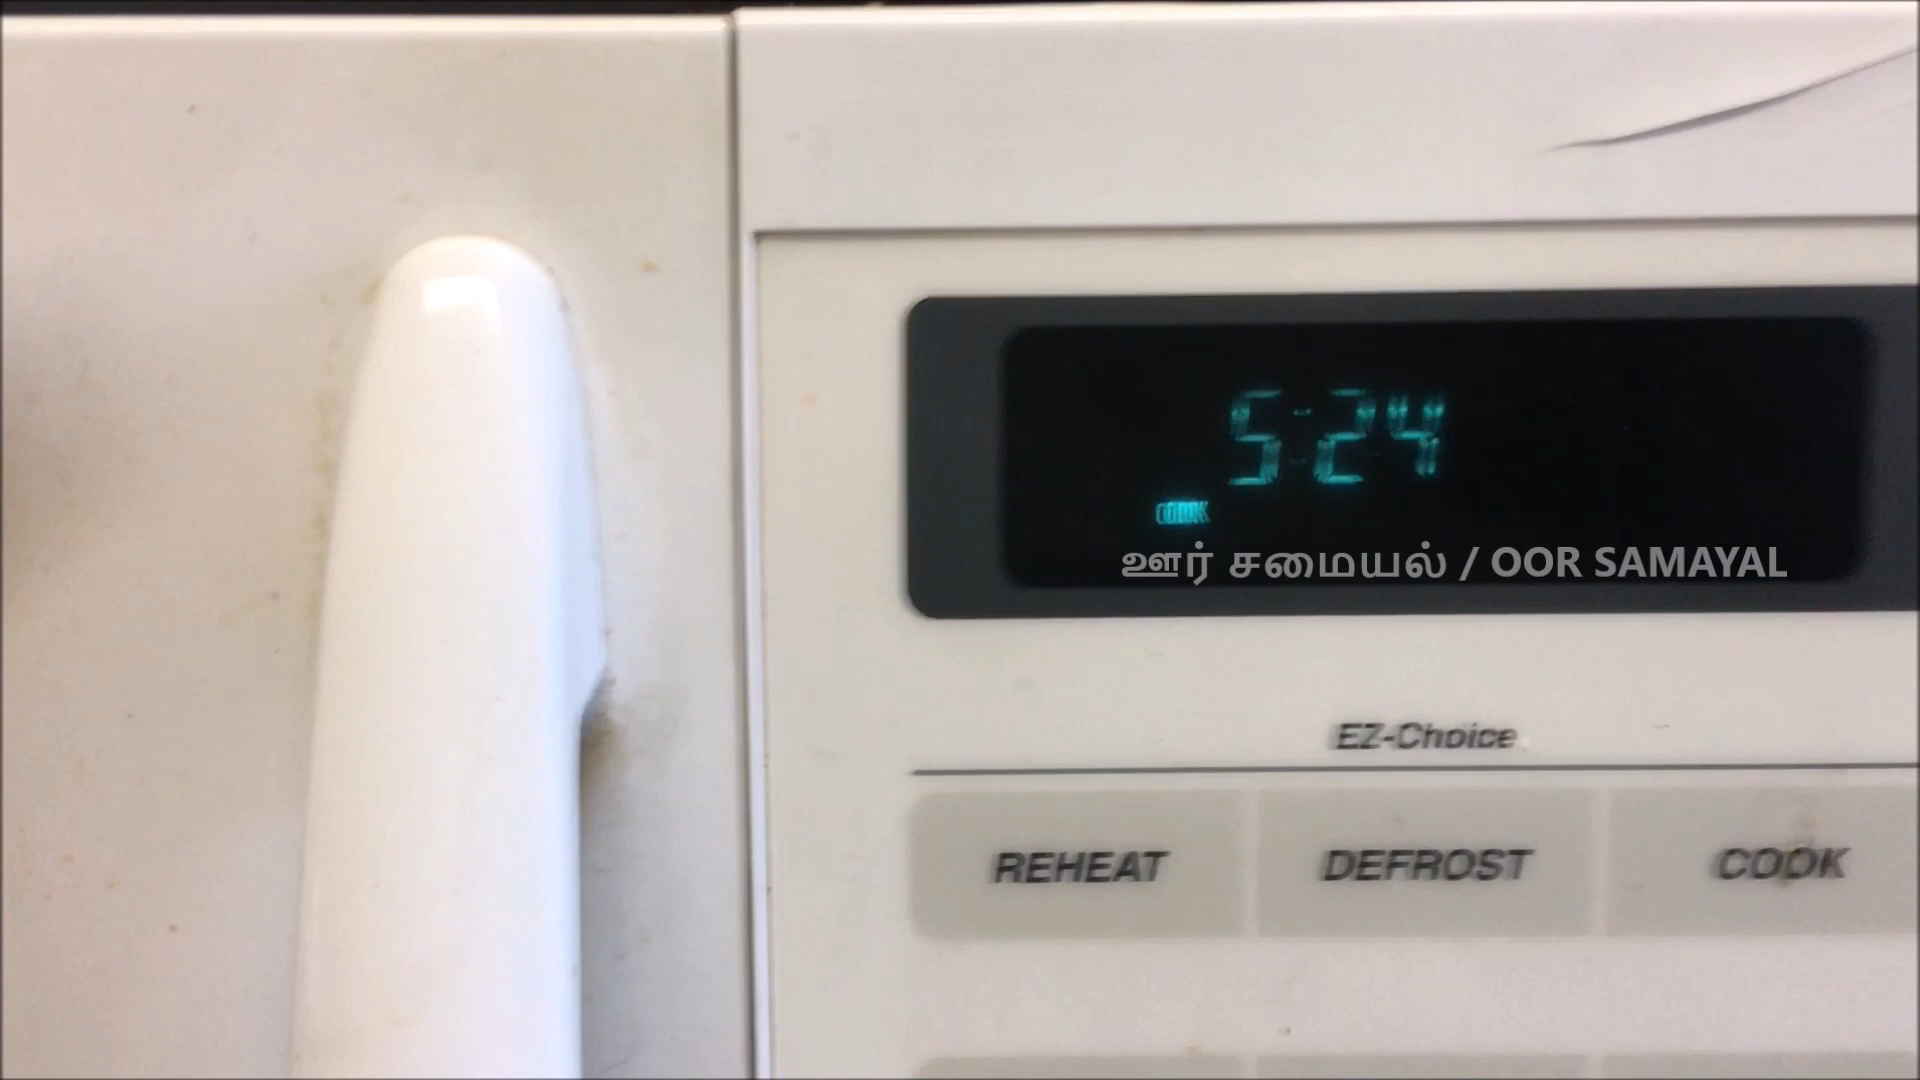 5:24
COOK
ஊர் சமையல் / OOR SAMAYAL
EZ-Choice
REHEAT DEFROST COOK